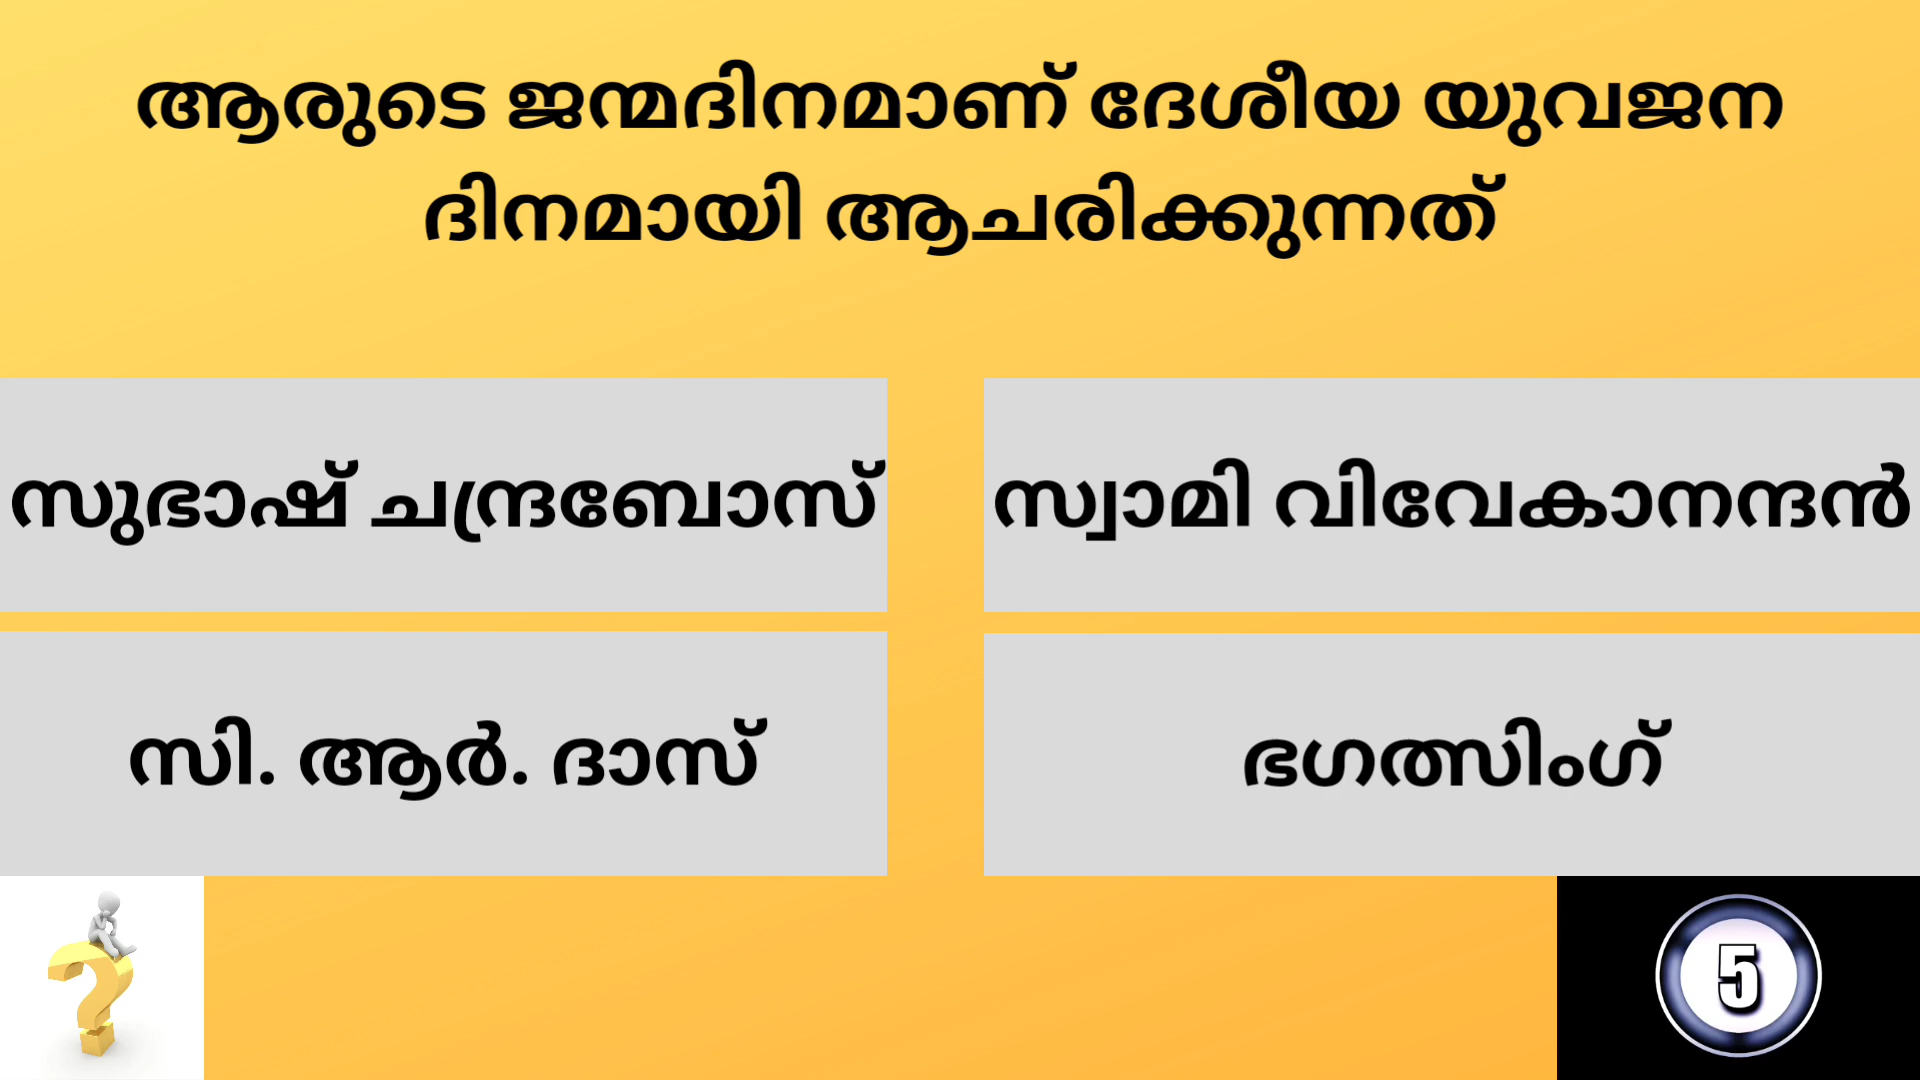 ആരുടെ ജന്മദിനമാണ് ദേശീയ യുവജന
ദിനമായി ആചരിക്കുന്നത്
സുഭാഷ് ചന്ദ്രബോസ്
സ്വാമി വിവേകാനന്ദൻ
സി. ആർ. ദാസ്
ഭഗത്സിംഗ്
5